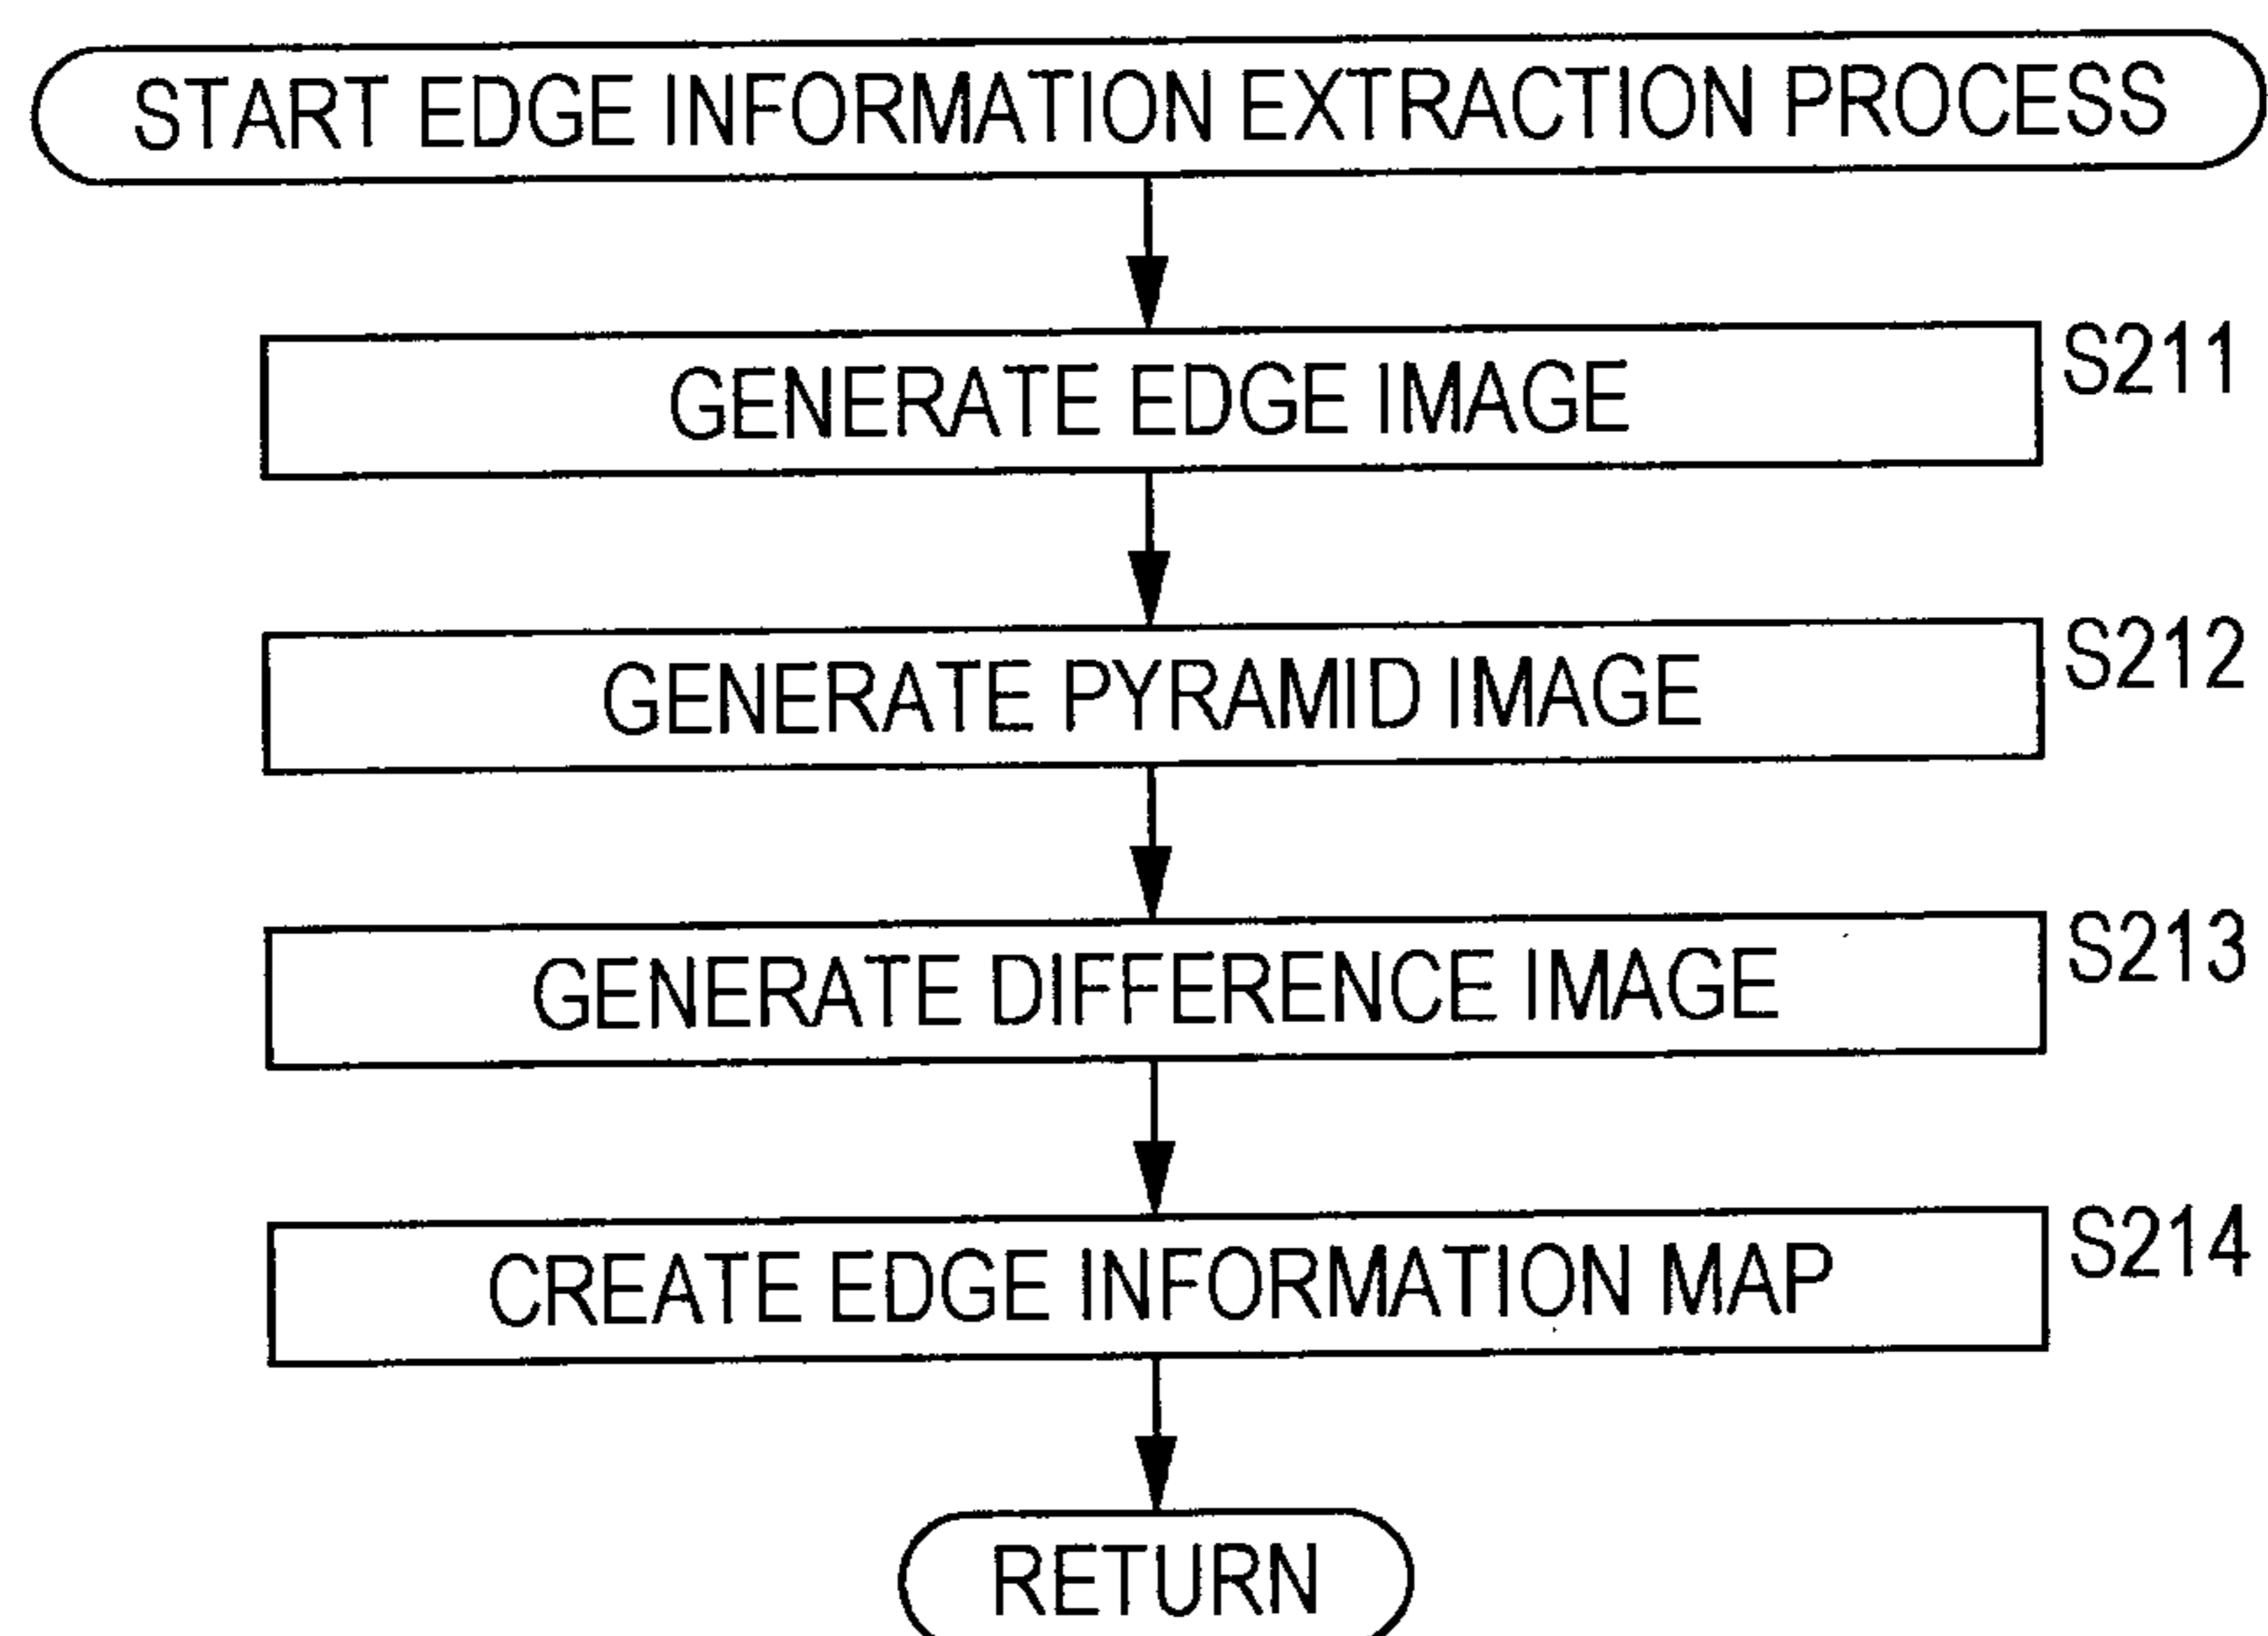 START EDGE INFORMATION EXTRACTION PROCESS
GENERATE EDGE IMAGE
S211
GENERATE PYRAMID IMAGE
S212
GENERATE DIFFERENCE IMAGE
S213
CREATE EDGE INFORMATION MAP
S214
RETURN